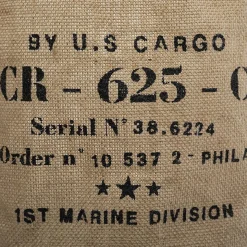 BY U.S CARGO
CR - 625 - C
Serial N° 38.6224
Order n° 10 537 2 - PHILA
1ST MARINE DIVISION